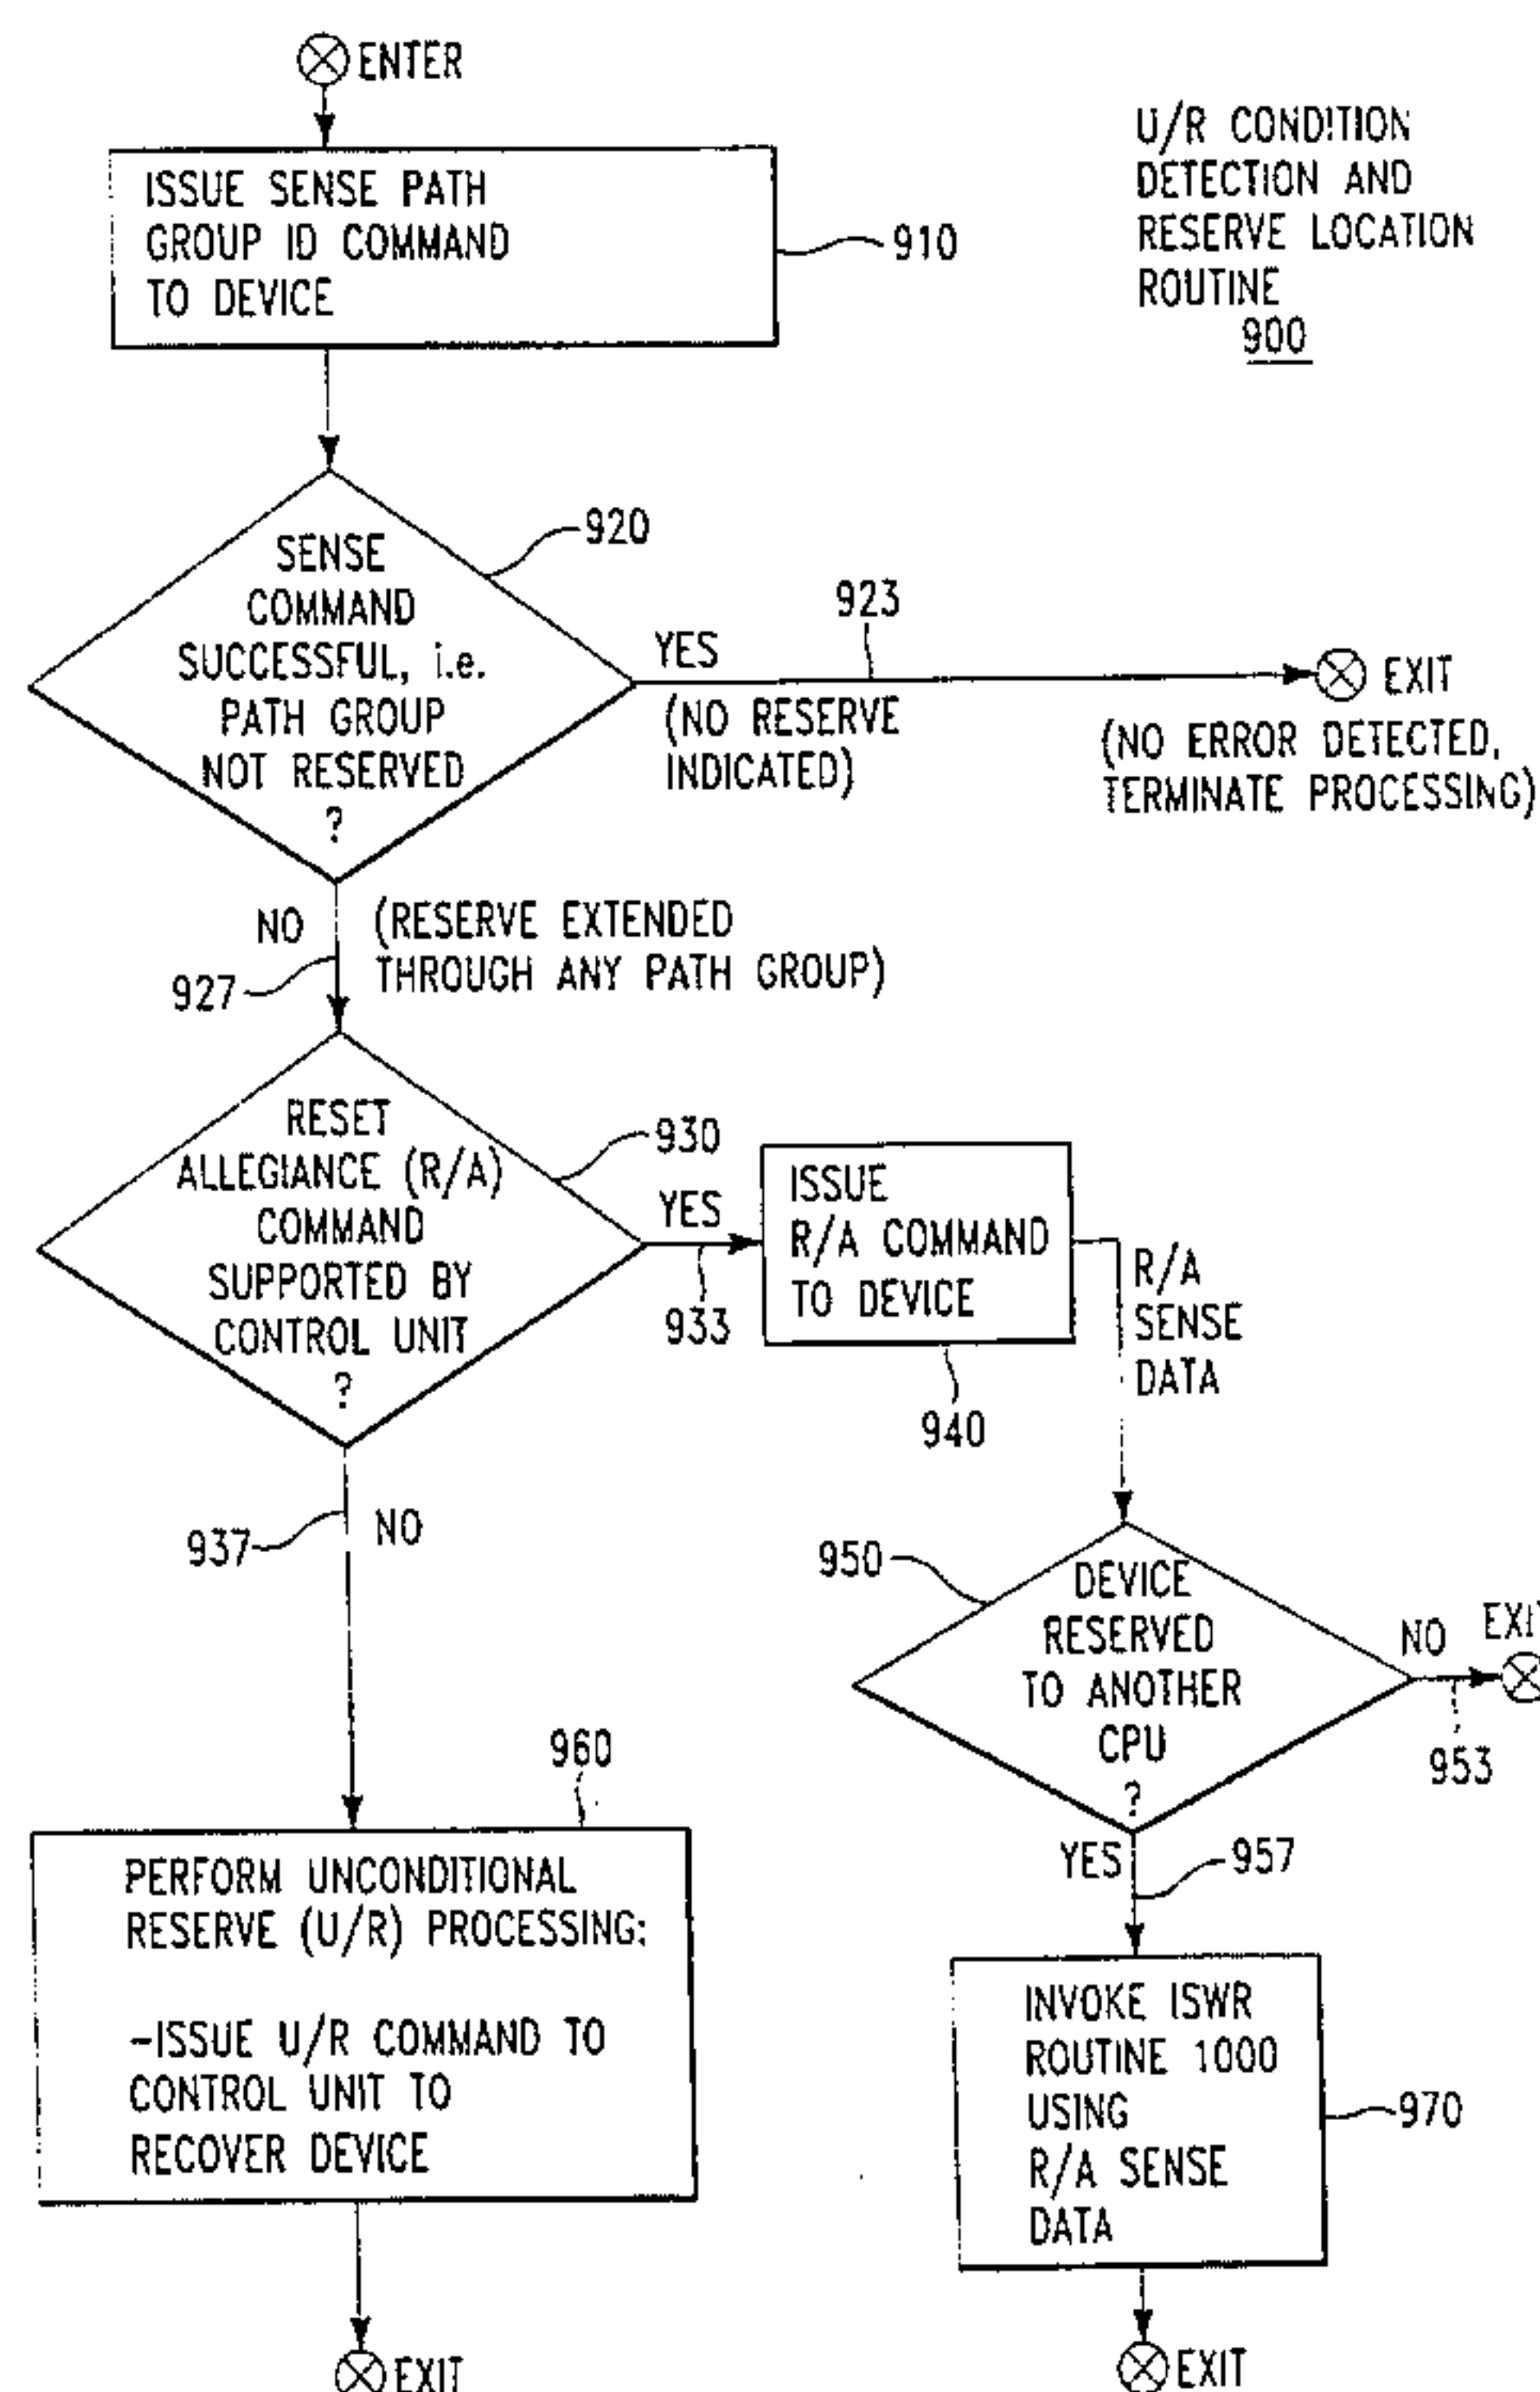 ENTER
U/R CONDITION
DETECTION AND
RESERVE LOCATION
ROUTINE
900
ISSUE SENSE PATH
GROUP ID COMMAND
TO DEVICE
910
SENSE
COMMAND
SUCCESSFUL, i.e.
PATH GROUP
NOT RESERVED
?
920
YES
923
(NO RESERVE
INDICATED)
EXIT
(NO ERROR DETECTED,
TERMINATE PROCESSING)
NO
(RESERVE EXTENDED
THROUGH ANY PATH GROUP)
927
RESET
ALLEGIANCE (R/A)
COMMAND
SUPPORTED BY
CONTROL UNIT
?
930
YES
933
ISSUE
R/A COMMAND
TO DEVICE
940
R/A
SENSE
DATA
937
NO
950
DEVICE
RESERVED
TO ANOTHER
CPU
?
NO
EXIT
953
YES
957
960
PERFORM UNCONDITIONAL
RESERVE (U/R) PROCESSING:
-ISSUE U/R COMMAND TO
CONTROL UNIT TO
RECOVER DEVICE
INVOKE ISWR
ROUTINE 1000
USING
R/A SENSE
DATA
970
EXIT
EXIT